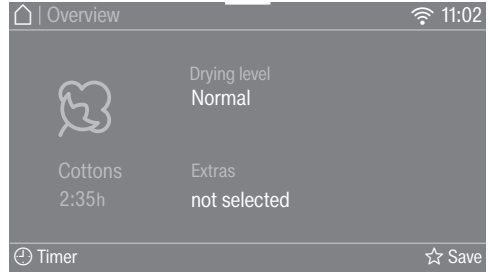 | Overview
11:02
Drying level
Normal
Cottons
2:35h
Extras
not selected
Timer
Save